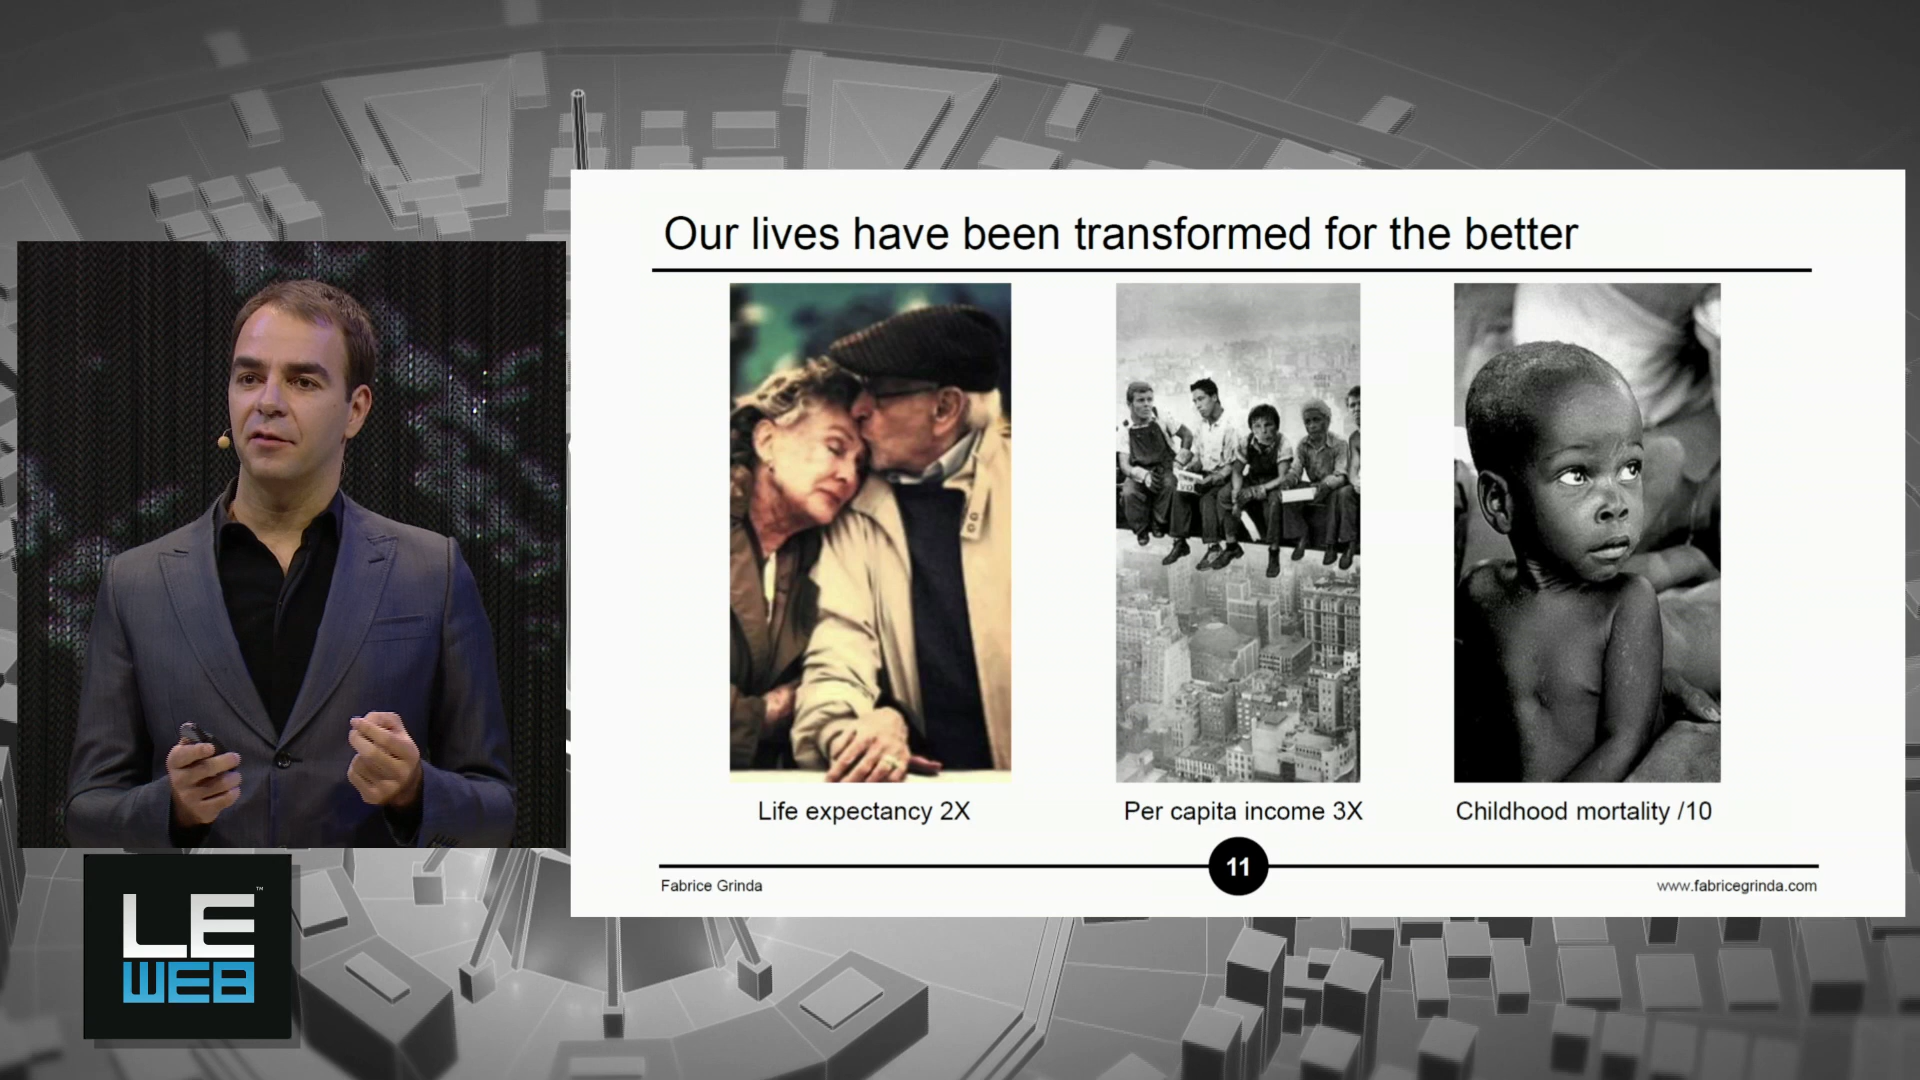 Our lives have been transformed for the better
Life expectancy 2X
Per capita income 3X
Childhood mortality /10
11
Fabrice Grinda
www.fabricegrinda.com
LE
WEB
™